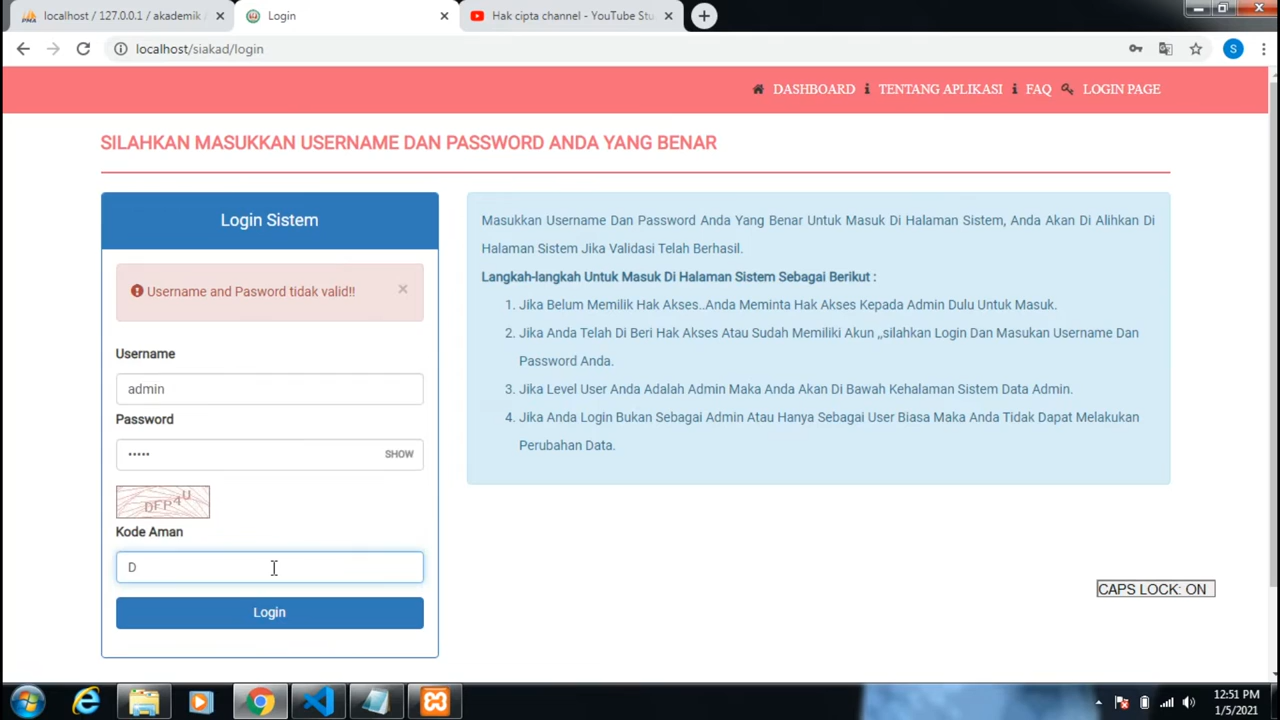 localhost / 127.0.0.1 / akademik
Login
Hak cipta channel - YouTube Stu
localhost/siakad/login
S
DASHBOARD
TENTANG APLIKASI
FAQ
LOGIN PAGE
SILAHKAN MASUKKAN USERNAME DAN PASSWORD ANDA YANG BENAR
Login Sistem
Username and Pasword tidak valid!!
×
Username
admin
Password
•••••
SHOW
DFP4U
Kode Aman
D
Login
Masukkan Username Dan Password Anda Yang Benar Untuk Masuk Di Halaman Sistem, Anda Akan Di Alihkan Di
Halaman Sistem Jika Validasi Telah Berhasil.
Langkah-langkah Untuk Masuk Di Halaman Sistem Sebagai Berikut :
1. Jika Belum Memilik Hak Akses..Anda Meminta Hak Akses Kepada Admin Dulu Untuk Masuk.
2. Jika Anda Telah Di Beri Hak Akses Atau Sudah Memiliki Akun ,,silahkan Login Dan Masukan Username Dan
Password Anda.
3. Jika Level User Anda Adalah Admin Maka Anda Akan Di Bawah Kehalaman Sistem Data Admin.
4. Jika Anda Login Bukan Sebagai Admin Atau Hanya Sebagai User Biasa Maka Anda Tidak Dapat Melakukan
Perubahan Data.
CAPS LOCK: ON
12:51 PM
1/5/2021